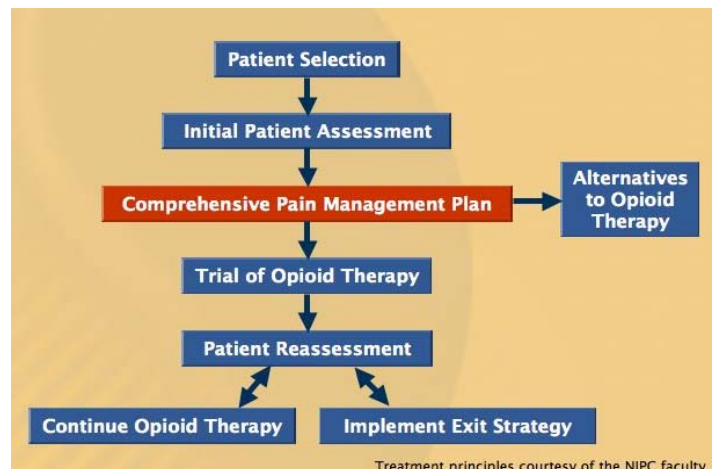 Patient Selection
Initial Patient Assessment
Comprehensive Pain Management Plan
Alternatives
to Opioid
Therapy
Trial of Opioid Therapy
Patient Reassessment
Continue Opioid Therapy
Implement Exit Strategy
Treatment principles courtesy of the NIPC faculty